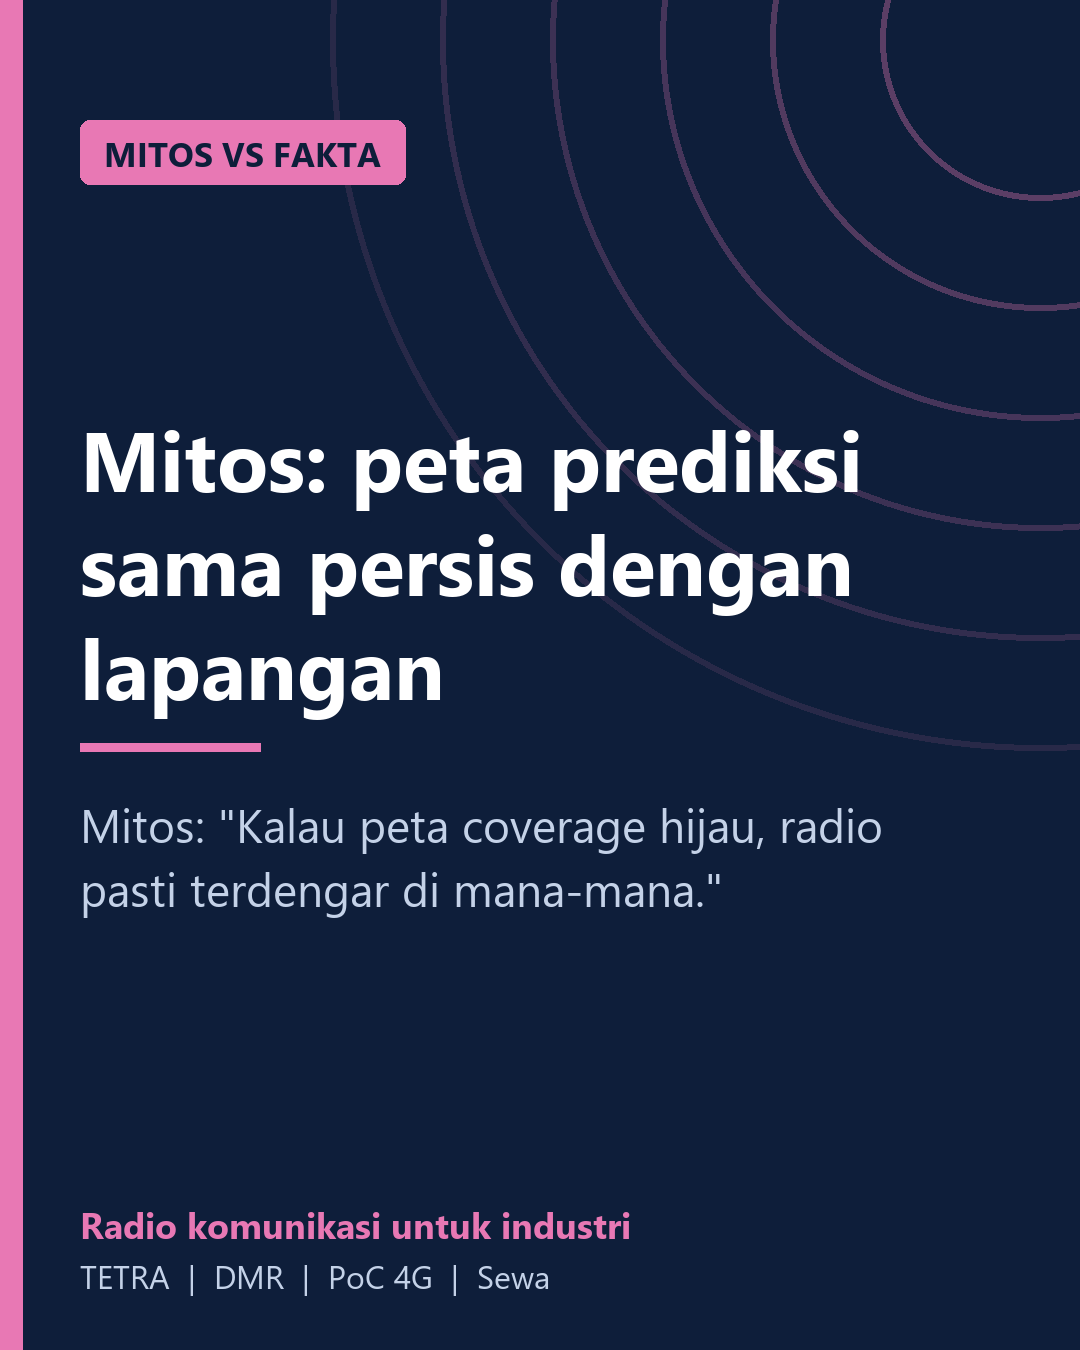 MITOS VS FAKTA
Mitos: peta prediksi
sama persis dengan
lapangan
Mitos: "Kalau peta coverage hijau, radio
pasti terdengar di mana-mana."
Radio komunikasi untuk industri
TETRA | DMR | PoC 4G | Sewa